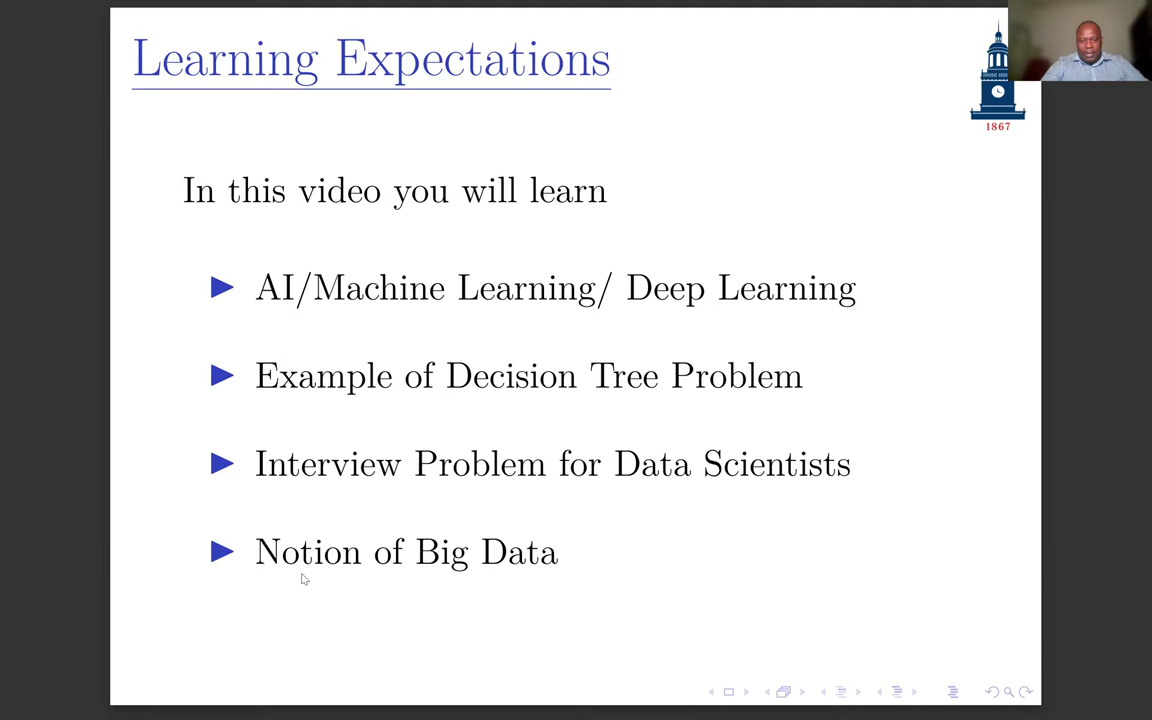 Learning Expectations
1867
In this video you will learn
AI/Machine Learning/ Deep Learning
Example of Decision Tree Problem
Interview Problem for Data Scientists
Notion of Big Data